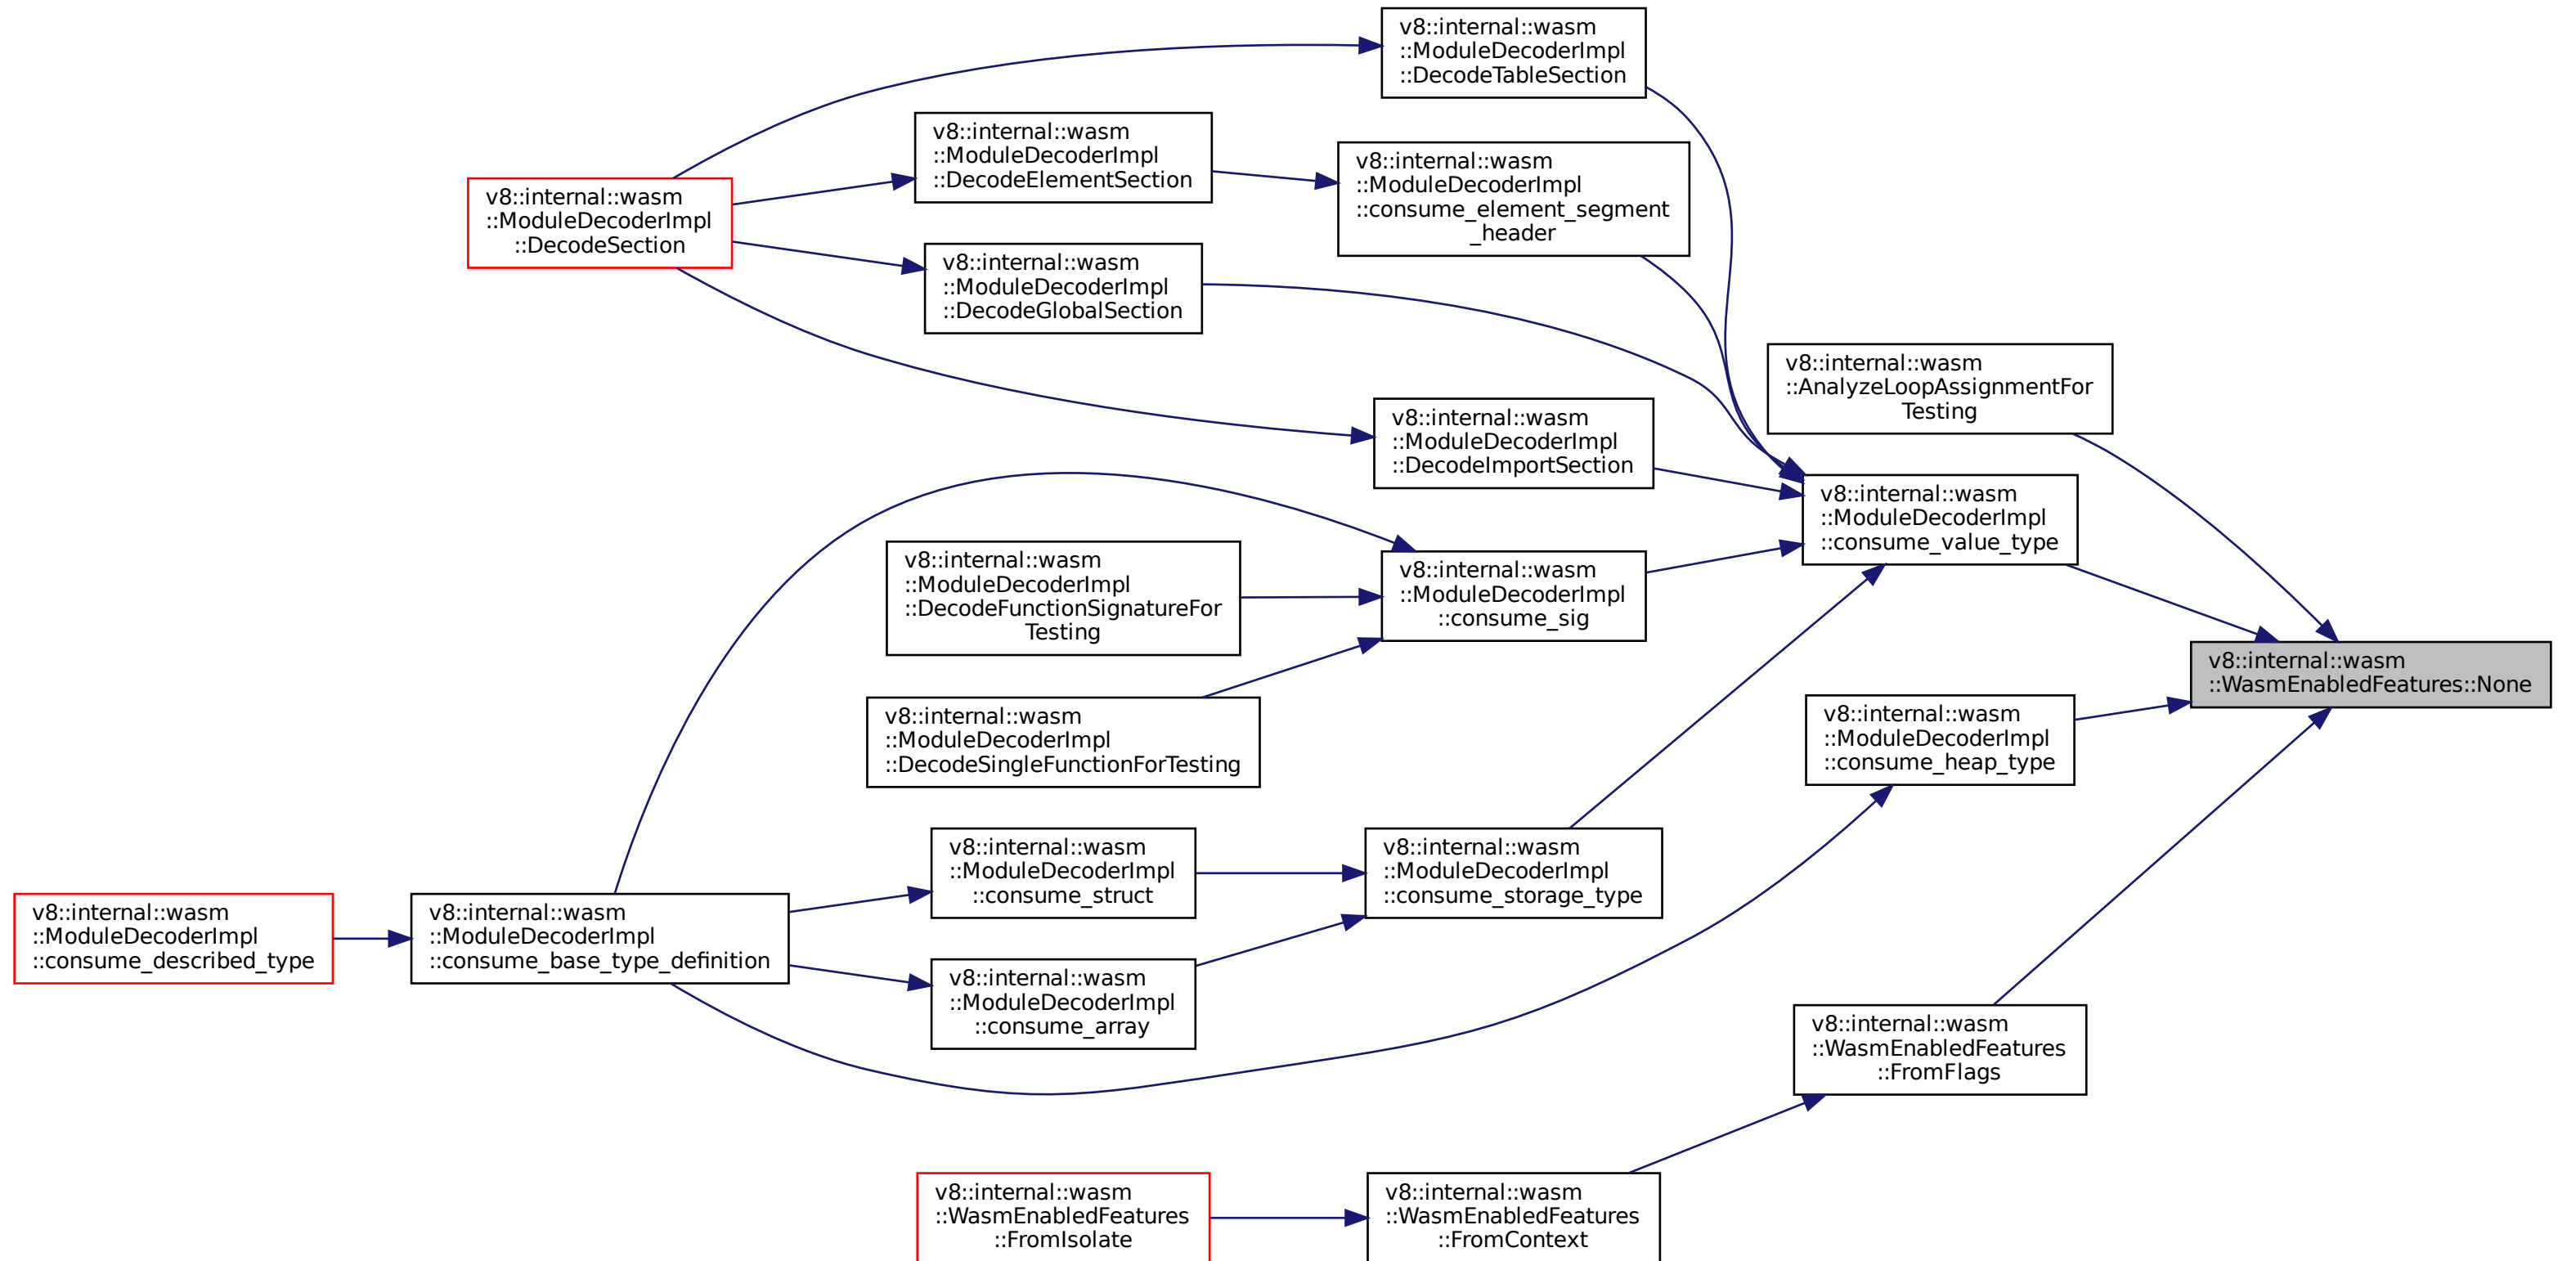 v8::internal::wasm
::ModuleDecoderImpl
::DecodeTableSection
v8::internal::wasm
::ModuleDecoderImpl
::DecodeElementSection
v8::internal::wasm
::ModuleDecoderImpl
::consume_element_segment
_header
v8::internal::wasm
::ModuleDecoderImpl
::DecodeSection
v8::internal::wasm
::ModuleDecoderImpl
::DecodeGlobalSection
v8::internal::wasm
::AnalyzeLoopAssignmentFor
Testing
v8::internal::wasm
::ModuleDecoderImpl
::DecodeImportSection
v8::internal::wasm
::ModuleDecoderImpl
::consume_value_type
v8::internal::wasm
::ModuleDecoderImpl
::DecodeFunctionSignatureFor
Testing
v8::internal::wasm
::ModuleDecoderImpl
::consume_sig
v8::internal::wasm
::WasmEnabledFeatures::None
v8::internal::wasm
::ModuleDecoderImpl
::DecodeSingleFunctionForTesting
v8::internal::wasm
::ModuleDecoderImpl
::consume_heap_type
v8::internal::wasm
::ModuleDecoderImpl
::consume_struct
v8::internal::wasm
::ModuleDecoderImpl
::consume_storage_type
v8::internal::wasm
::ModuleDecoderImpl
::consume_described_type
v8::internal::wasm
::ModuleDecoderImpl
::consume_base_type_definition
v8::internal::wasm
::ModuleDecoderImpl
::consume_array
v8::internal::wasm
::WasmEnabledFeatures
::FromFlags
v8::internal::wasm
::WasmEnabledFeatures
::FromIsolate
v8::internal::wasm
::WasmEnabledFeatures
::FromContext